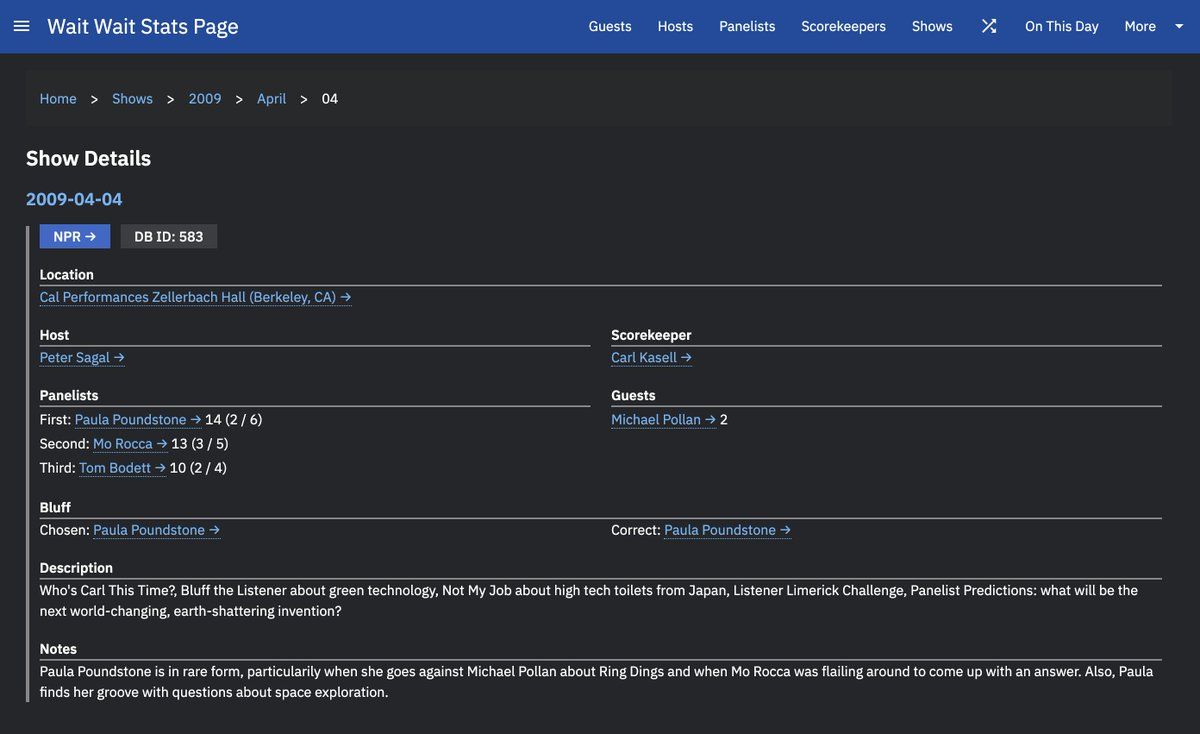 Wait Wait Stats Page
Guests Hosts Panelists Scorekeepers Shows On This Day More
Home > Shows > 2009 > April > 04
Show Details
2009-04-04
NPR → DB ID: 583
Location
Cal Performances Zellerbach Hall (Berkeley, CA) →
Host
Peter Sagal →
Scorekeeper
Carl Kasell →
Panelists
First: Paula Poundstone → 14 (2 / 6)
Second: Mo Rocca → 13 (3 / 5)
Third: Tom Bodett → 10 (2 / 4)
Guests
Michael Pollan → 2
Bluff
Chosen: Paula Poundstone →
Correct: Paula Poundstone →
Description
Who's Carl This Time?, Bluff the Listener about green technology, Not My Job about high tech toilets from Japan, Listener Limerick Challenge, Panelist Predictions: what will be the
next world-changing, earth-shattering invention?
Notes
Paula Poundstone is in rare form, particularly when she goes against Michael Pollan about Ring Dings and when Mo Rocca was flailing around to come up with an answer. Also, Paula
finds her groove with questions about space exploration.